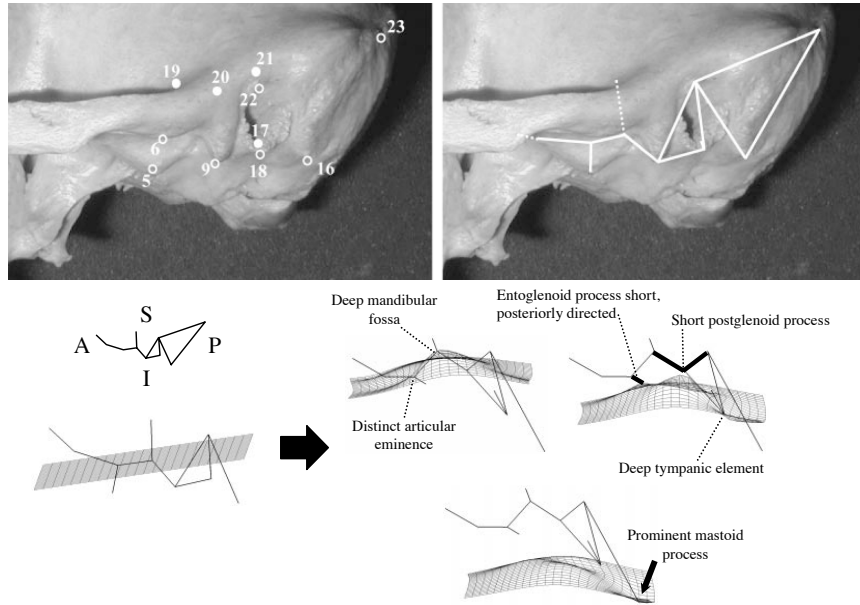 23
21
19
20
22
17
6
9
5
18
16
S
A
P
I
Deep mandibular
fossa
Distinct articular
eminence
Entoglenoid process short,
posteriorly directed
Short postglenoid process
Deep tympanic element
Prominent mastoid
process